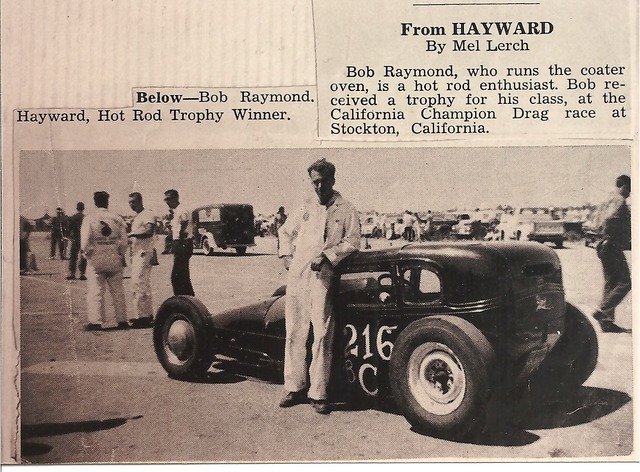 From HAYWARD
By Mel Lerch
Bob Raymond, who runs the coater
oven, is a hot rod enthusiast. Bob re-
ceived a trophy for his class, at the
California Champion Drag race at
Stockton, California.
Below—Bob Raymond.
Hayward, Hot Rod Trophy Winner.
216
C